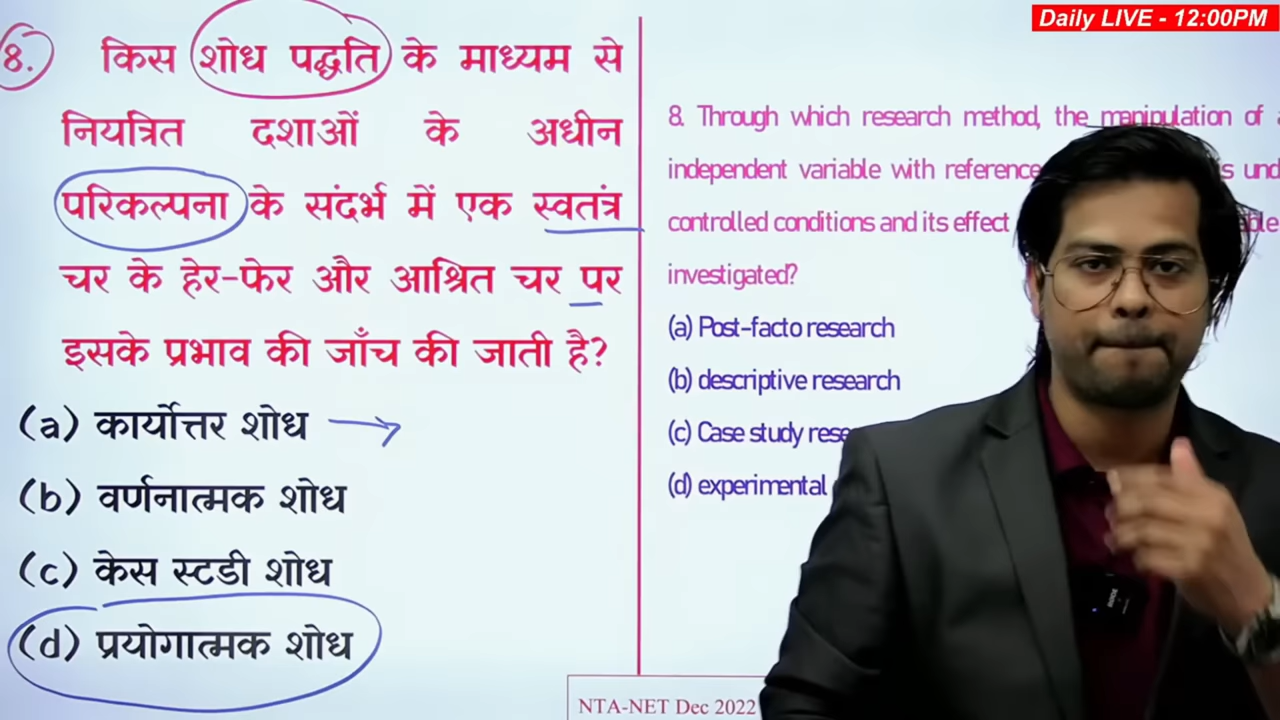 Daily LIVE - 12:00PM
8. किस शोध पद्धति के माध्यम से
नियत्रित दशाओं के अधीन
परिकल्पना के संदर्भ में एक स्वतंत्र
चर के हेर-फेर और आश्रित चर पर
इसके प्रभाव की जाँच की जाती है?
(a) कार्योत्तर शोध
(b) वर्णनात्मक शोध
(c) केस स्टडी शोध
(d) प्रयोगात्मक शोध
8. Through which research method, the manipulation of
independent variable with reference
controlled conditions and its effect
investigated?
(a) Post-facto research
(b) descriptive research
(c) Case study
(d) experimental
NTA-NET Dec 2022